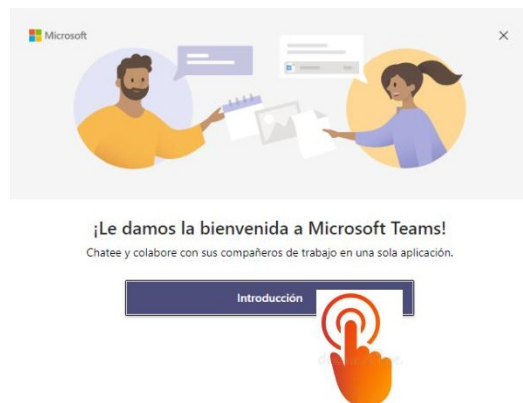 Microsoft
¡Le damos la bienvenida a Microsoft Teams!
Chatee y colabore con sus compañeros de trabajo en una sola aplicación.
Introducción